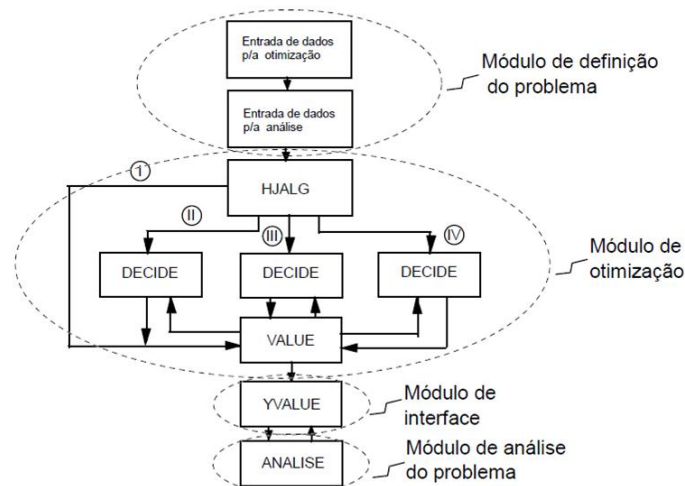 Entrada de dados
p/a otimização
Módulo de definição
do problema
Entrada de dados
p/a análise
1
HJALG
II
III
IV
DECIDE
DECIDE
DECIDE
Módulo de
otimização
VALUE
YVALUE
Módulo de
interface
ANALISE
Módulo de análise
do problema